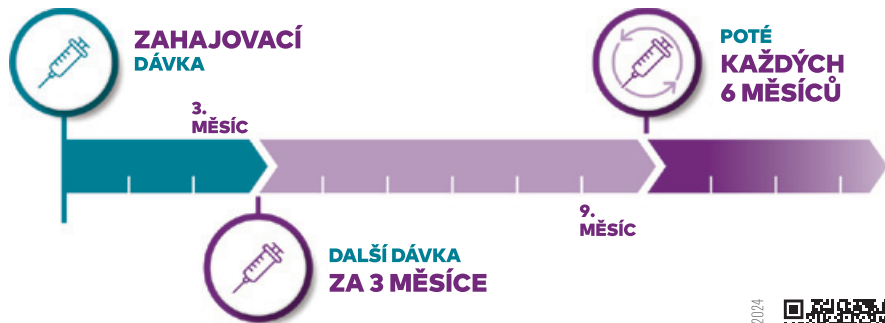 ZAHAJOVACÍ
DÁVKA
3.
MĚSÍC
POTÉ
KAŽDÝCH
6 MĚSÍCŮ
9.
MĚSÍC
DALŠÍ DÁVKA
ZA 3 MĚSÍCE
2024